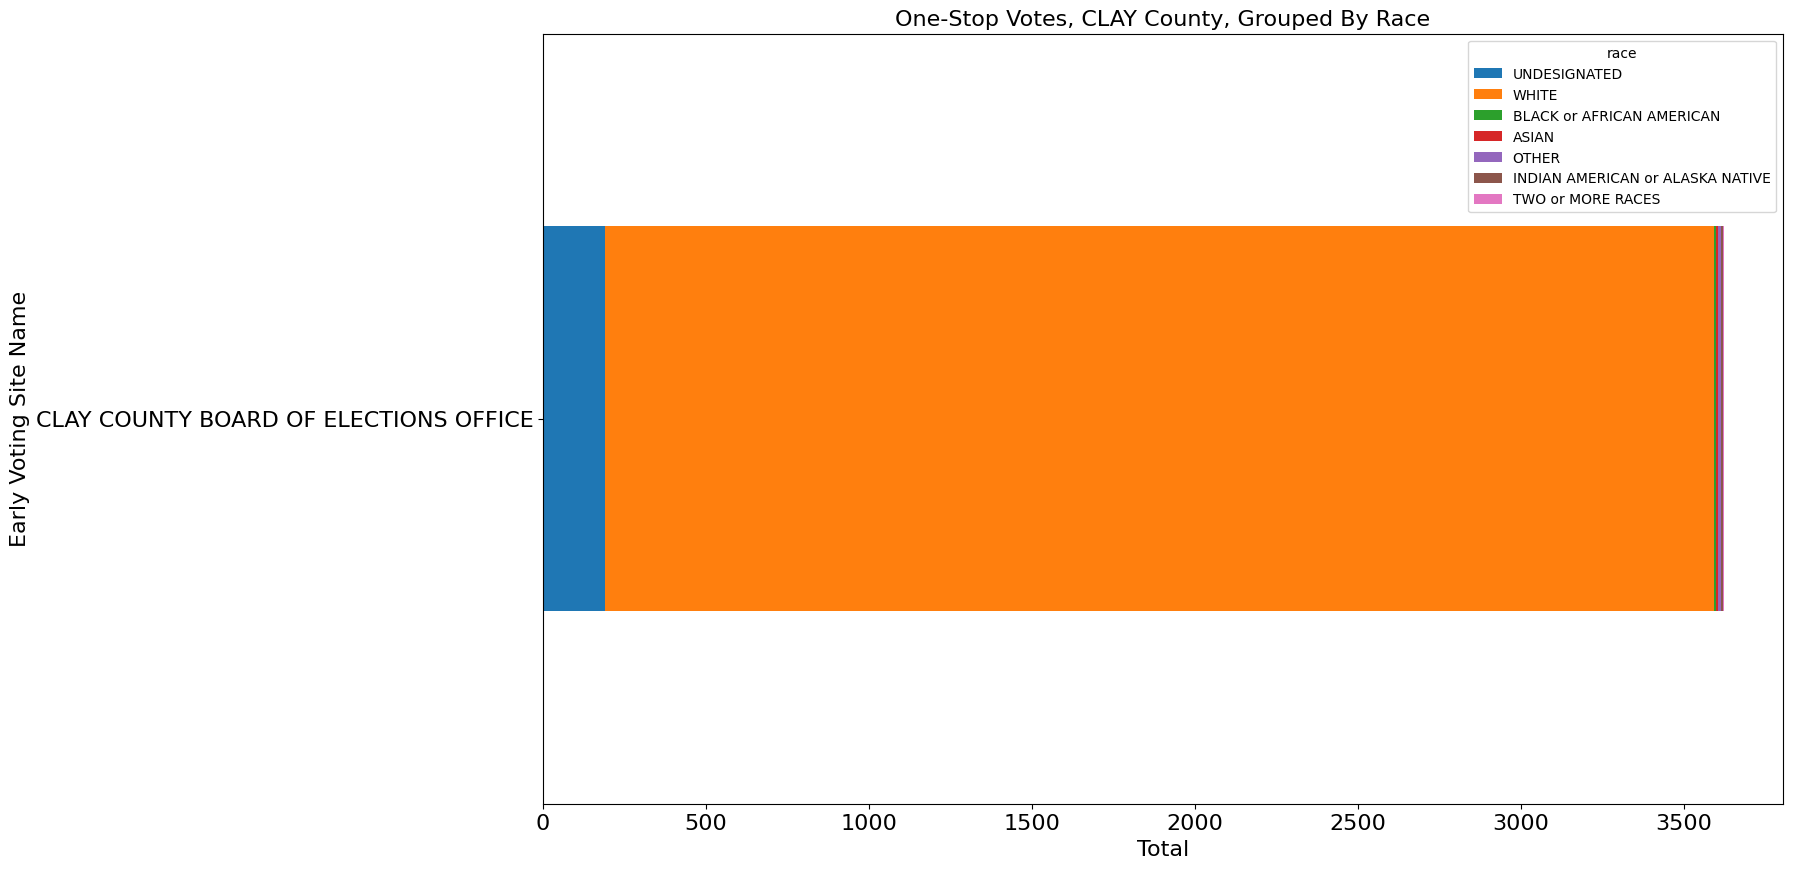 One-Stop Votes, CLAY County, Grouped By Race
race
UNDESIGNATED
WHITE
BLACK or AFRICAN AMERICAN
ASIAN
OTHER
INDIAN AMERICAN or ALASKA NATIVE
TWO or MORE RACES
Early Voting Site Name
CLAY COUNTY BOARD OF ELECTIONS OFFICE
0 500 1000 1500 2000 2500 3000 3500
Total